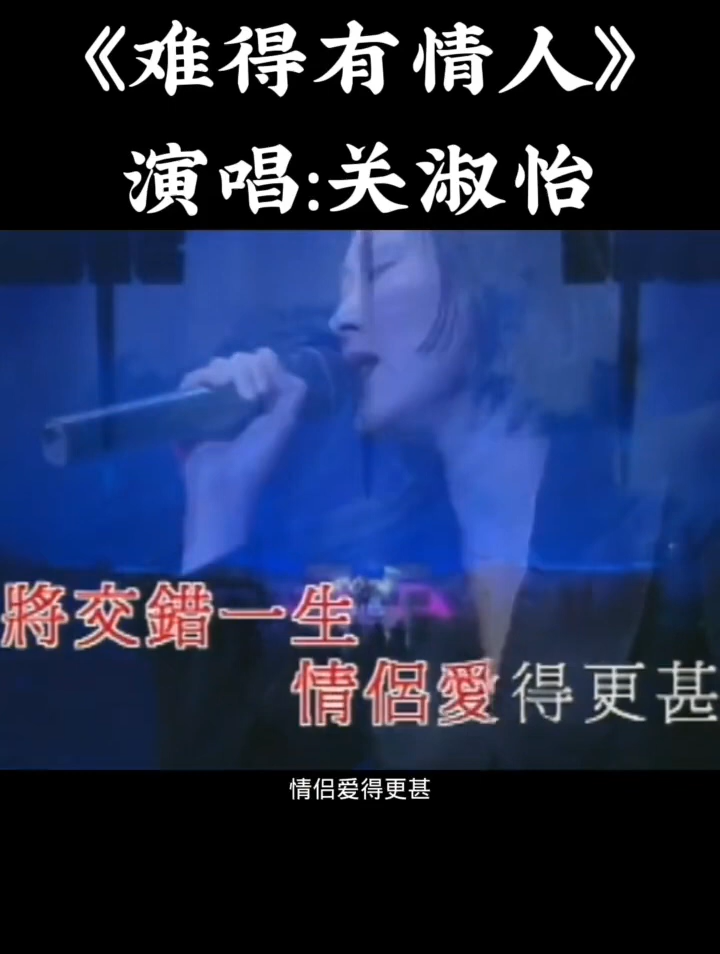 《难得有情人》
演唱:关淑怡
將交錯一生
情侶愛得更甚
情侣爱得更甚